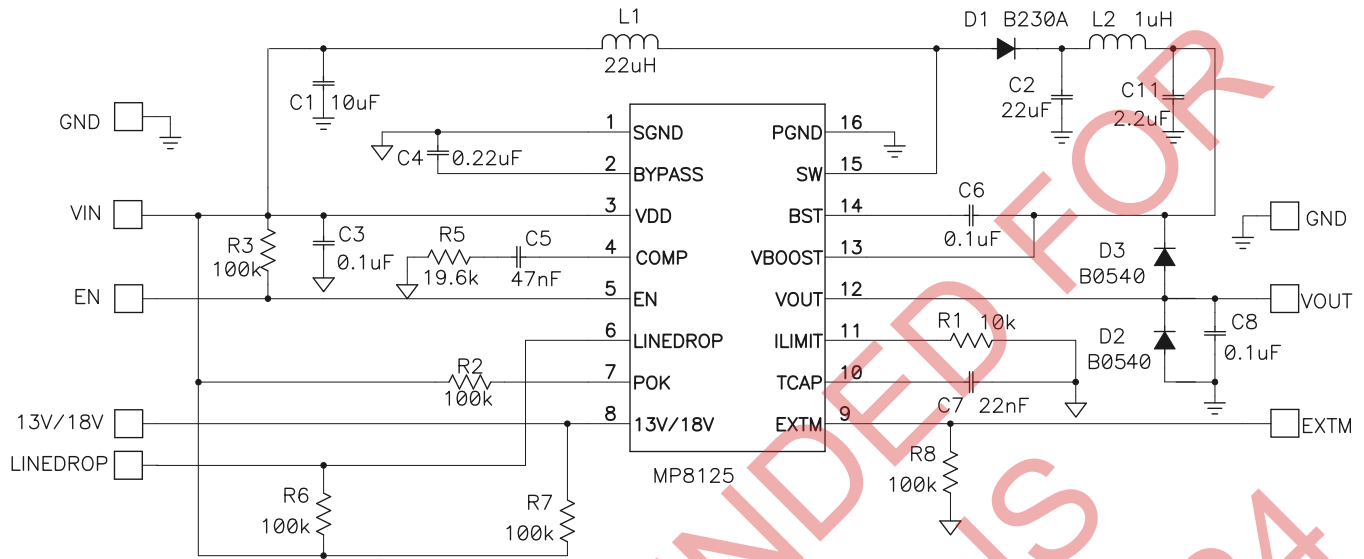 D1 B230A
L2 1uH
L1
22uH
C1 10uF
C2
22uF
C11
2.2uF
GND
1 SGND
PGND 16
C4 0.22uF
2 BYPASS
SW 15
VIN
3 VDD
BST 14
C6
0.1uF
GND
R3
100k
C3
0.1uF
R5
19.6k
C5
47nF
4 COMP
VBOOST 13
D3
B0540
EN
5 EN
VOUT 12
VOUT
6 LINEDROP
ILIMIT 11
R1 10k
D2
B0540
C8
0.1uF
R2
100k
7 POK
TCAP 10
C7 22nF
13V/18V
8 13V/18V
EXTM 9
EXTM
LINEDROP
MP8125
R8
100k
R6
100k
R7
100k
NDED FOR
US